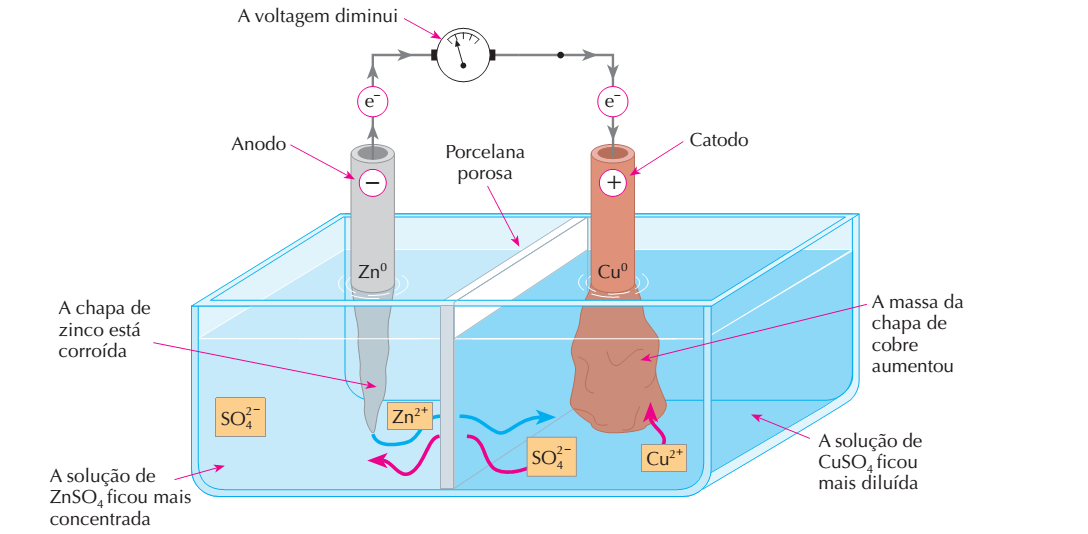 A voltagem diminui
e⁻
e⁻
Anodo
Porcelana
porosa
Catodo
−
+
Zn⁰
Cu⁰
A chapa de
zinco está
corroída
A massa da
chapa de
cobre
aumentou
SO₄²⁻
Zn²⁺
SO₄²⁻
Cu²⁺
A solução de
ZnSO₄ ficou mais
concentrada
A solução de
CuSO₄ ficou
mais diluída